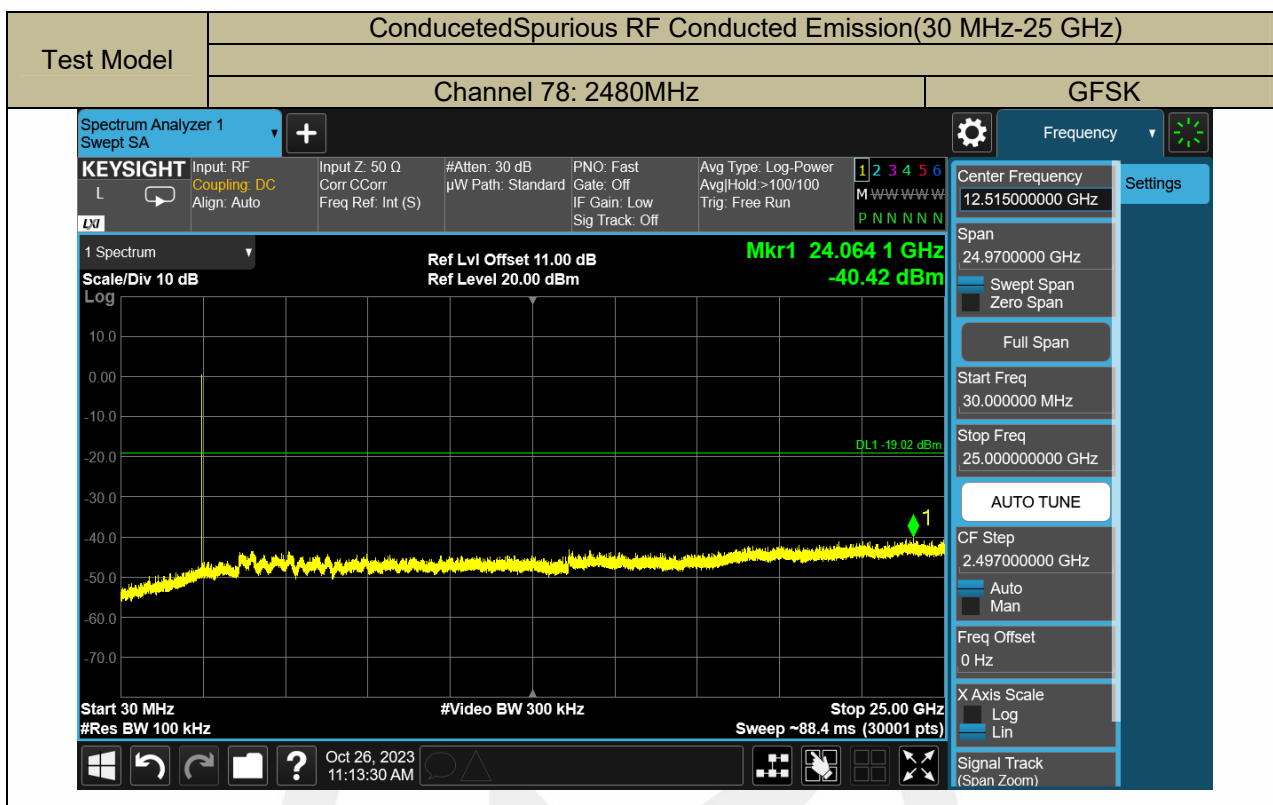 Test Model
ConducetedSpurious RF Conducted Emission(30 MHz-25 GHz)
Channel 78: 2480MHz
GFSK
Spectrum Analyzer 1
Swept SA
Frequency
KEYSIGHT
L
LXI
Input: RF
Coupling: DC
Align: Auto
Input Z: 50 Ω
Corr CCorr
Freq Ref: Int (S)
#Atten: 30 dB
µW Path: Standard
PNO: Fast
Gate: Off
IF Gain: Low
Sig Track: Off
Avg Type: Log-Power
Avg|Hold:>100/100
Trig: Free Run
1 2 3 4 5 6
M W W W W W
P N N N N N
1 Spectrum
Scale/Div 10 dB
Log
Ref Lvl Offset 11.00 dB
Ref Level 20.00 dBm
Mkr1 24.064 1 GHz
-40.42 dBm
10.0
0.00
-10.0
-20.0
-30.0
-40.0
-50.0
-60.0
-70.0
DL1 -19.02 dBm
1
Start 30 MHz
#Res BW 100 kHz
#Video BW 300 kHz
Stop 25.00 GHz
Sweep ~88.4 ms (30001 pts)
Center Frequency
12.515000000 GHz
Settings
Span
24.9700000 GHz
Swept Span
Zero Span
Full Span
Start Freq
30.000000 MHz
Stop Freq
25.000000000 GHz
AUTO TUNE
CF Step
2.497000000 GHz
Auto
Man
Freq Offset
0 Hz
X Axis Scale
Log
Lin
Signal Track
(Span Zoom)
?
Oct 26, 2023
11:13:30 AM